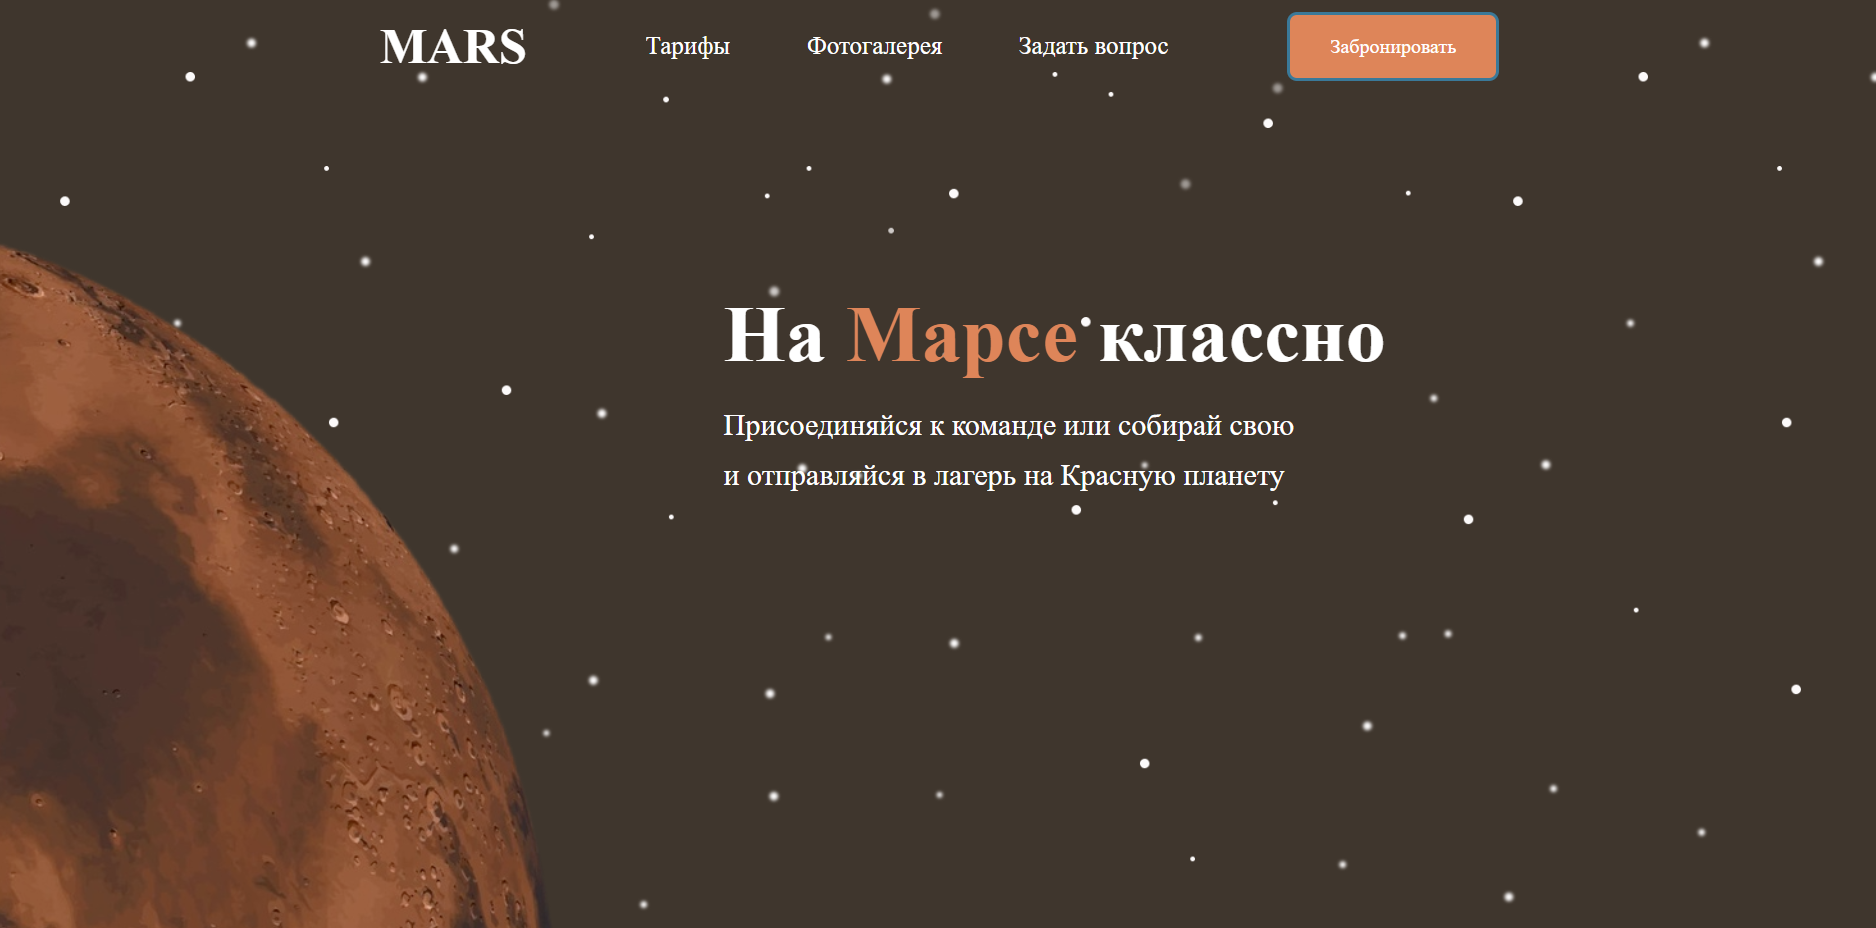 MARS
Тарифы
Фотогалерея
Задать вопрос
Забронировать
На Марсе классно
Присоединяйся к команде или собирай свою
и отправляйся в лагерь на Красную планету